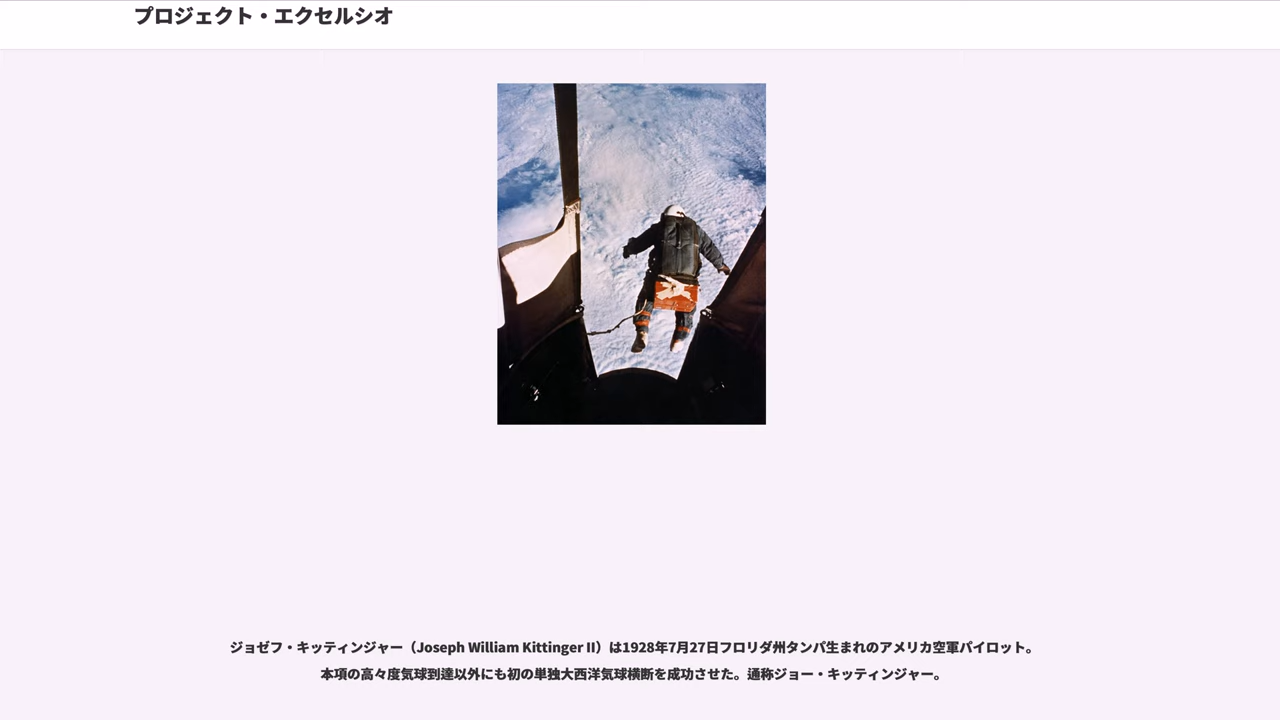 プロジェクト・エクセルシオ
ジョゼフ・キッティンジャー（Joseph William Kittinger II）は1928年7月27日フロリダ州タンパ生まれのアメリカ空軍パイロット。
本項の高々度気球到達以外にも初の単独大西洋気球横断を成功させた。通称ジョー・キッティンジャー。